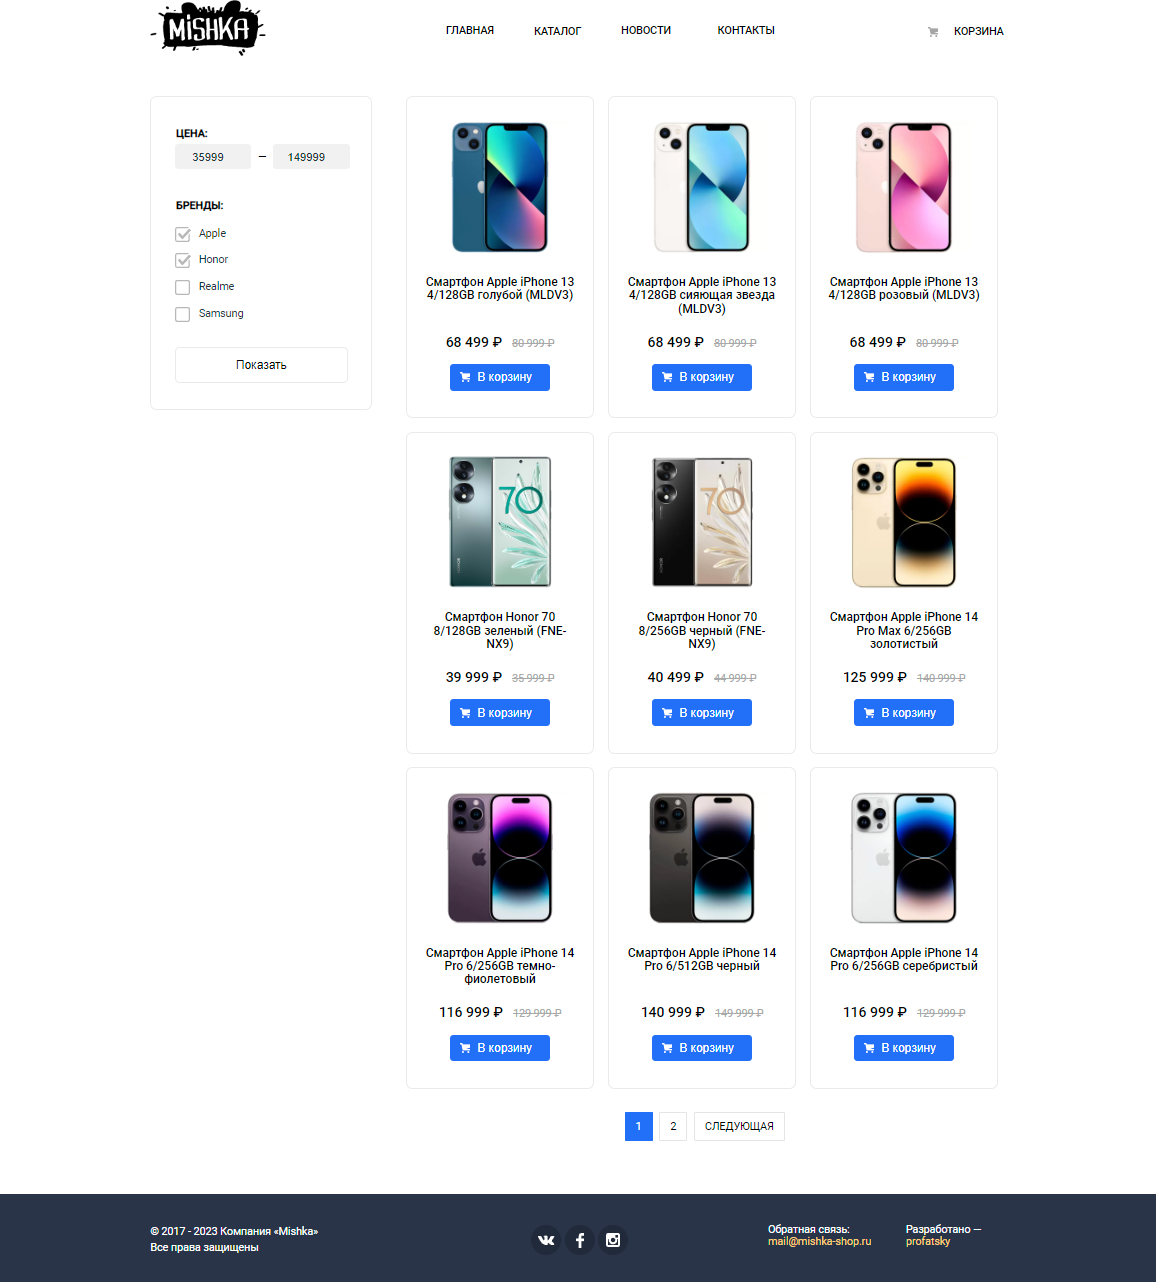 MiSHKA
ГЛАВНАЯ
КАТАЛОГ
НОВОСТИ
КОНТАКТЫ
КОРЗИНА
ЦЕНА:
35999 — 149999
БРЕНДЫ:
Apple
Honor
Realme
Samsung
Показать
Смартфон Apple iPhone 13
4/128GB голубой (MLDV3)
68 499 ₽ 80 999 ₽
В корзину
Смартфон Apple iPhone 13
4/128GB сияющая звезда
(MLDV3)
68 499 ₽ 80 999 ₽
В корзину
Смартфон Apple iPhone 13
4/128GB розовый (MLDV3)
68 499 ₽ 80 999 ₽
В корзину
70
Смартфон Honor 70
8/128GB зеленый (FNE-
NX9)
39 999 ₽ 35 999 ₽
В корзину
70
Смартфон Honor 70
8/256GB черный (FNE-
NX9)
40 499 ₽ 44 999 ₽
В корзину
Смартфон Apple iPhone 14
Pro Max 6/256GB
золотистый
125 999 ₽ 140 999 ₽
В корзину
Смартфон Apple iPhone 14
Pro 6/256GB темно-
фиолетовый
116 999 ₽ 129 999 ₽
В корзину
Смартфон Apple iPhone 14
Pro 6/512GB черный
140 999 ₽ 149 999 ₽
В корзину
Смартфон Apple iPhone 14
Pro 6/256GB серебристый
116 999 ₽ 129 999 ₽
В корзину
1 2 СЛЕДУЮЩАЯ
© 2017 - 2023 Компания «Mishka»
Все права защищены
Обратная связь:
mail@mishka-shop.ru
Разработано —
profatsky